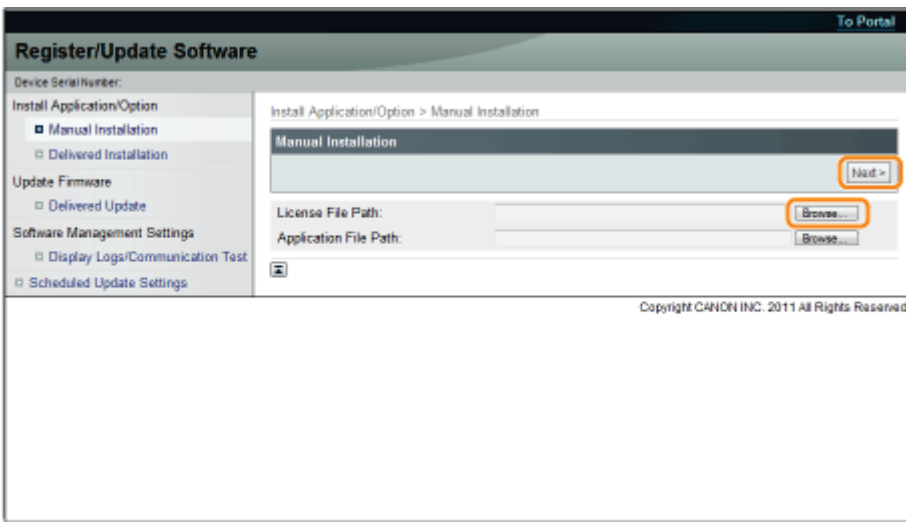 To Portal
Register/Update Software
Device Serial Number:
Install Application/Option
Manual Installation
Delivered Installation
Update Firmware
Delivered Update
Software Management Settings
Display Logs/Communication Test
Scheduled Update Settings
Install Application/Option > Manual Installation
Manual Installation
Next >
License File Path: Browse...
Application File Path: Browse...
Copyright CANON INC. 2011 All Rights Reserved